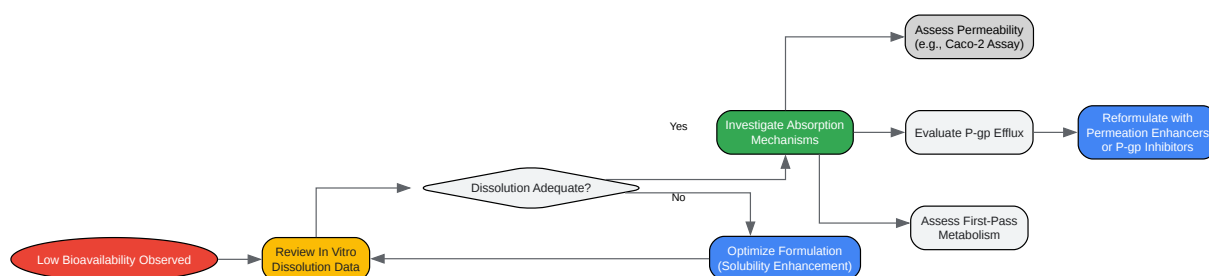 Assess Permeability
(e.g., Caco-2 Assay)
Yes
Investigate Absorption
Mechanisms
Evaluate P-gp Efflux
Reformulate with
Permeation Enhancers
or P-gp Inhibitors
Dissolution Adequate?
No
Assess First-Pass
Metabolism
Low Bioavailability Observed
Review In Vitro
Dissolution Data
Optimize Formulation
(Solubility Enhancement)